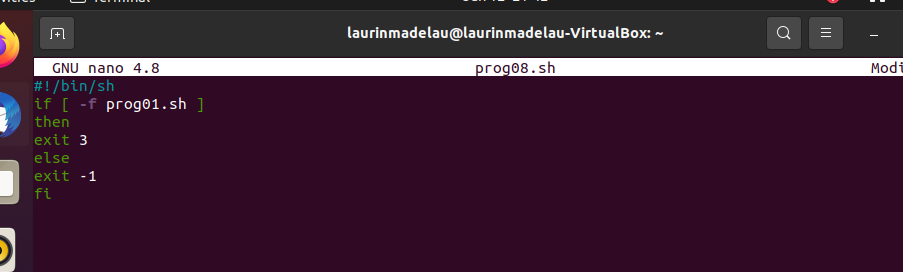 laurinmadelau@laurinmadelau-VirtualBox: ~
GNU nano 4.8 prog08.sh Modi
#!/bin/sh
if [ -f prog01.sh ]
then
exit 3
else
exit -1
fi